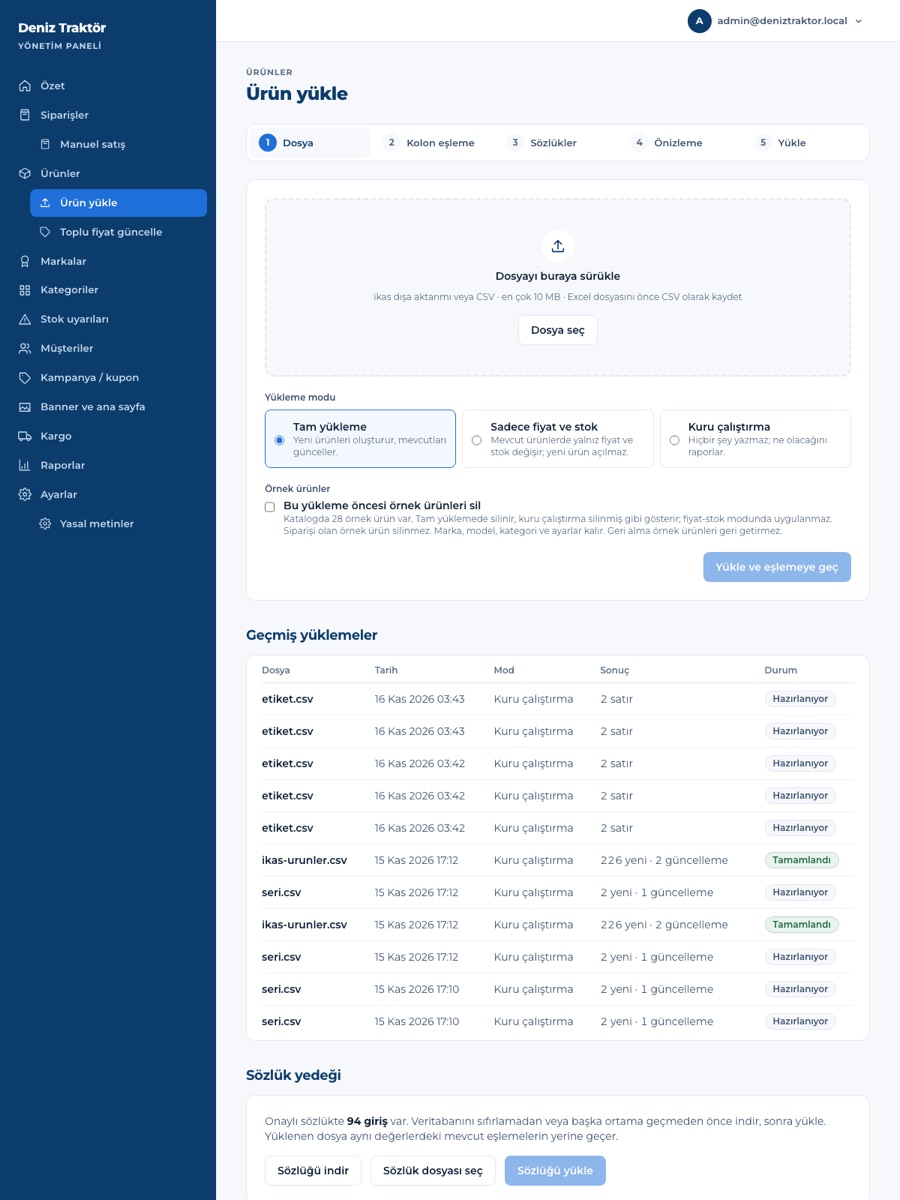 Deniz Traktör
YÖNETİM PANELİ
Özet
Siparişler
Manuel satış
Ürünler
Ürün yükle
Toplu fiyat güncelle
Markalar
Kategoriler
Stok uyarıları
Müşteriler
Kampanya / kupon
Banner ve ana sayfa
Kargo
Raporlar
Ayarlar
Yasal metinler
A admin@deniztraktor.local
ÜRÜNLER
Ürün yükle
1 Dosya 2 Kolon eşleme 3 Sözlükler 4 Önizleme 5 Yükle
Dosyayı buraya sürükle
ikas dışa aktarımı veya CSV · en çok 10 MB · Excel dosyasını önce CSV olarak kaydet
Dosya seç
Yükleme modu
Tam yükleme
Yeni ürünleri oluşturur, mevcutları
günceller.
Sadece fiyat ve stok
Mevcut ürünlerde yalnız fiyat ve
stok değişir; yeni ürün açılmaz.
Kuru çalıştırma
Hiçbir şey yazmaz; ne olacağını
raporlar.
Örnek ürünler
Bu yükleme öncesi örnek ürünleri sil
Katalogda 28 örnek ürün var. Tam yüklemede silinir, kuru çalıştırma silinmiş gibi gösterir; fiyat-stok modunda uygulanmaz.
Siparişi olan örnek ürün silinmez. Marka, model, kategori ve ayarlar kalır. Geri alma örnek ürünleri geri getirmez.
Yükle ve eşlemeye geç
Geçmiş yüklemeler
Dosya Tarih Mod Sonuç Durum
etiket.csv 16 Kas 2026 03:43 Kuru çalıştırma 2 satır Hazırlanıyor
etiket.csv 16 Kas 2026 03:43 Kuru çalıştırma 2 satır Hazırlanıyor
etiket.csv 16 Kas 2026 03:42 Kuru çalıştırma 2 satır Hazırlanıyor
etiket.csv 16 Kas 2026 03:42 Kuru çalıştırma 2 satır Hazırlanıyor
etiket.csv 16 Kas 2026 03:42 Kuru çalıştırma 2 satır Hazırlanıyor
ikas-urunler.csv 15 Kas 2026 17:12 Kuru çalıştırma 226 yeni · 2 güncelleme Tamamlandı
seri.csv 15 Kas 2026 17:12 Kuru çalıştırma 2 yeni · 1 güncelleme Hazırlanıyor
ikas-urunler.csv 15 Kas 2026 17:12 Kuru çalıştırma 226 yeni · 2 güncelleme Tamamlandı
seri.csv 15 Kas 2026 17:12 Kuru çalıştırma 2 yeni · 1 güncelleme Hazırlanıyor
seri.csv 15 Kas 2026 17:10 Kuru çalıştırma 2 yeni · 1 güncelleme Hazırlanıyor
seri.csv 15 Kas 2026 17:10 Kuru çalıştırma 2 yeni · 1 güncelleme Hazırlanıyor
Sözlük yedeği
Onaylı sözlükte 94 giriş var. Veritabanını sıfırlamadan veya başka ortama geçmeden önce indir, sonra yükle.
Yüklenen dosya aynı değerlerdeki mevcut eşlemelerin yerine geçer.
Sözlüğü indir Sözlük dosyası seç Sözlüğü yükle